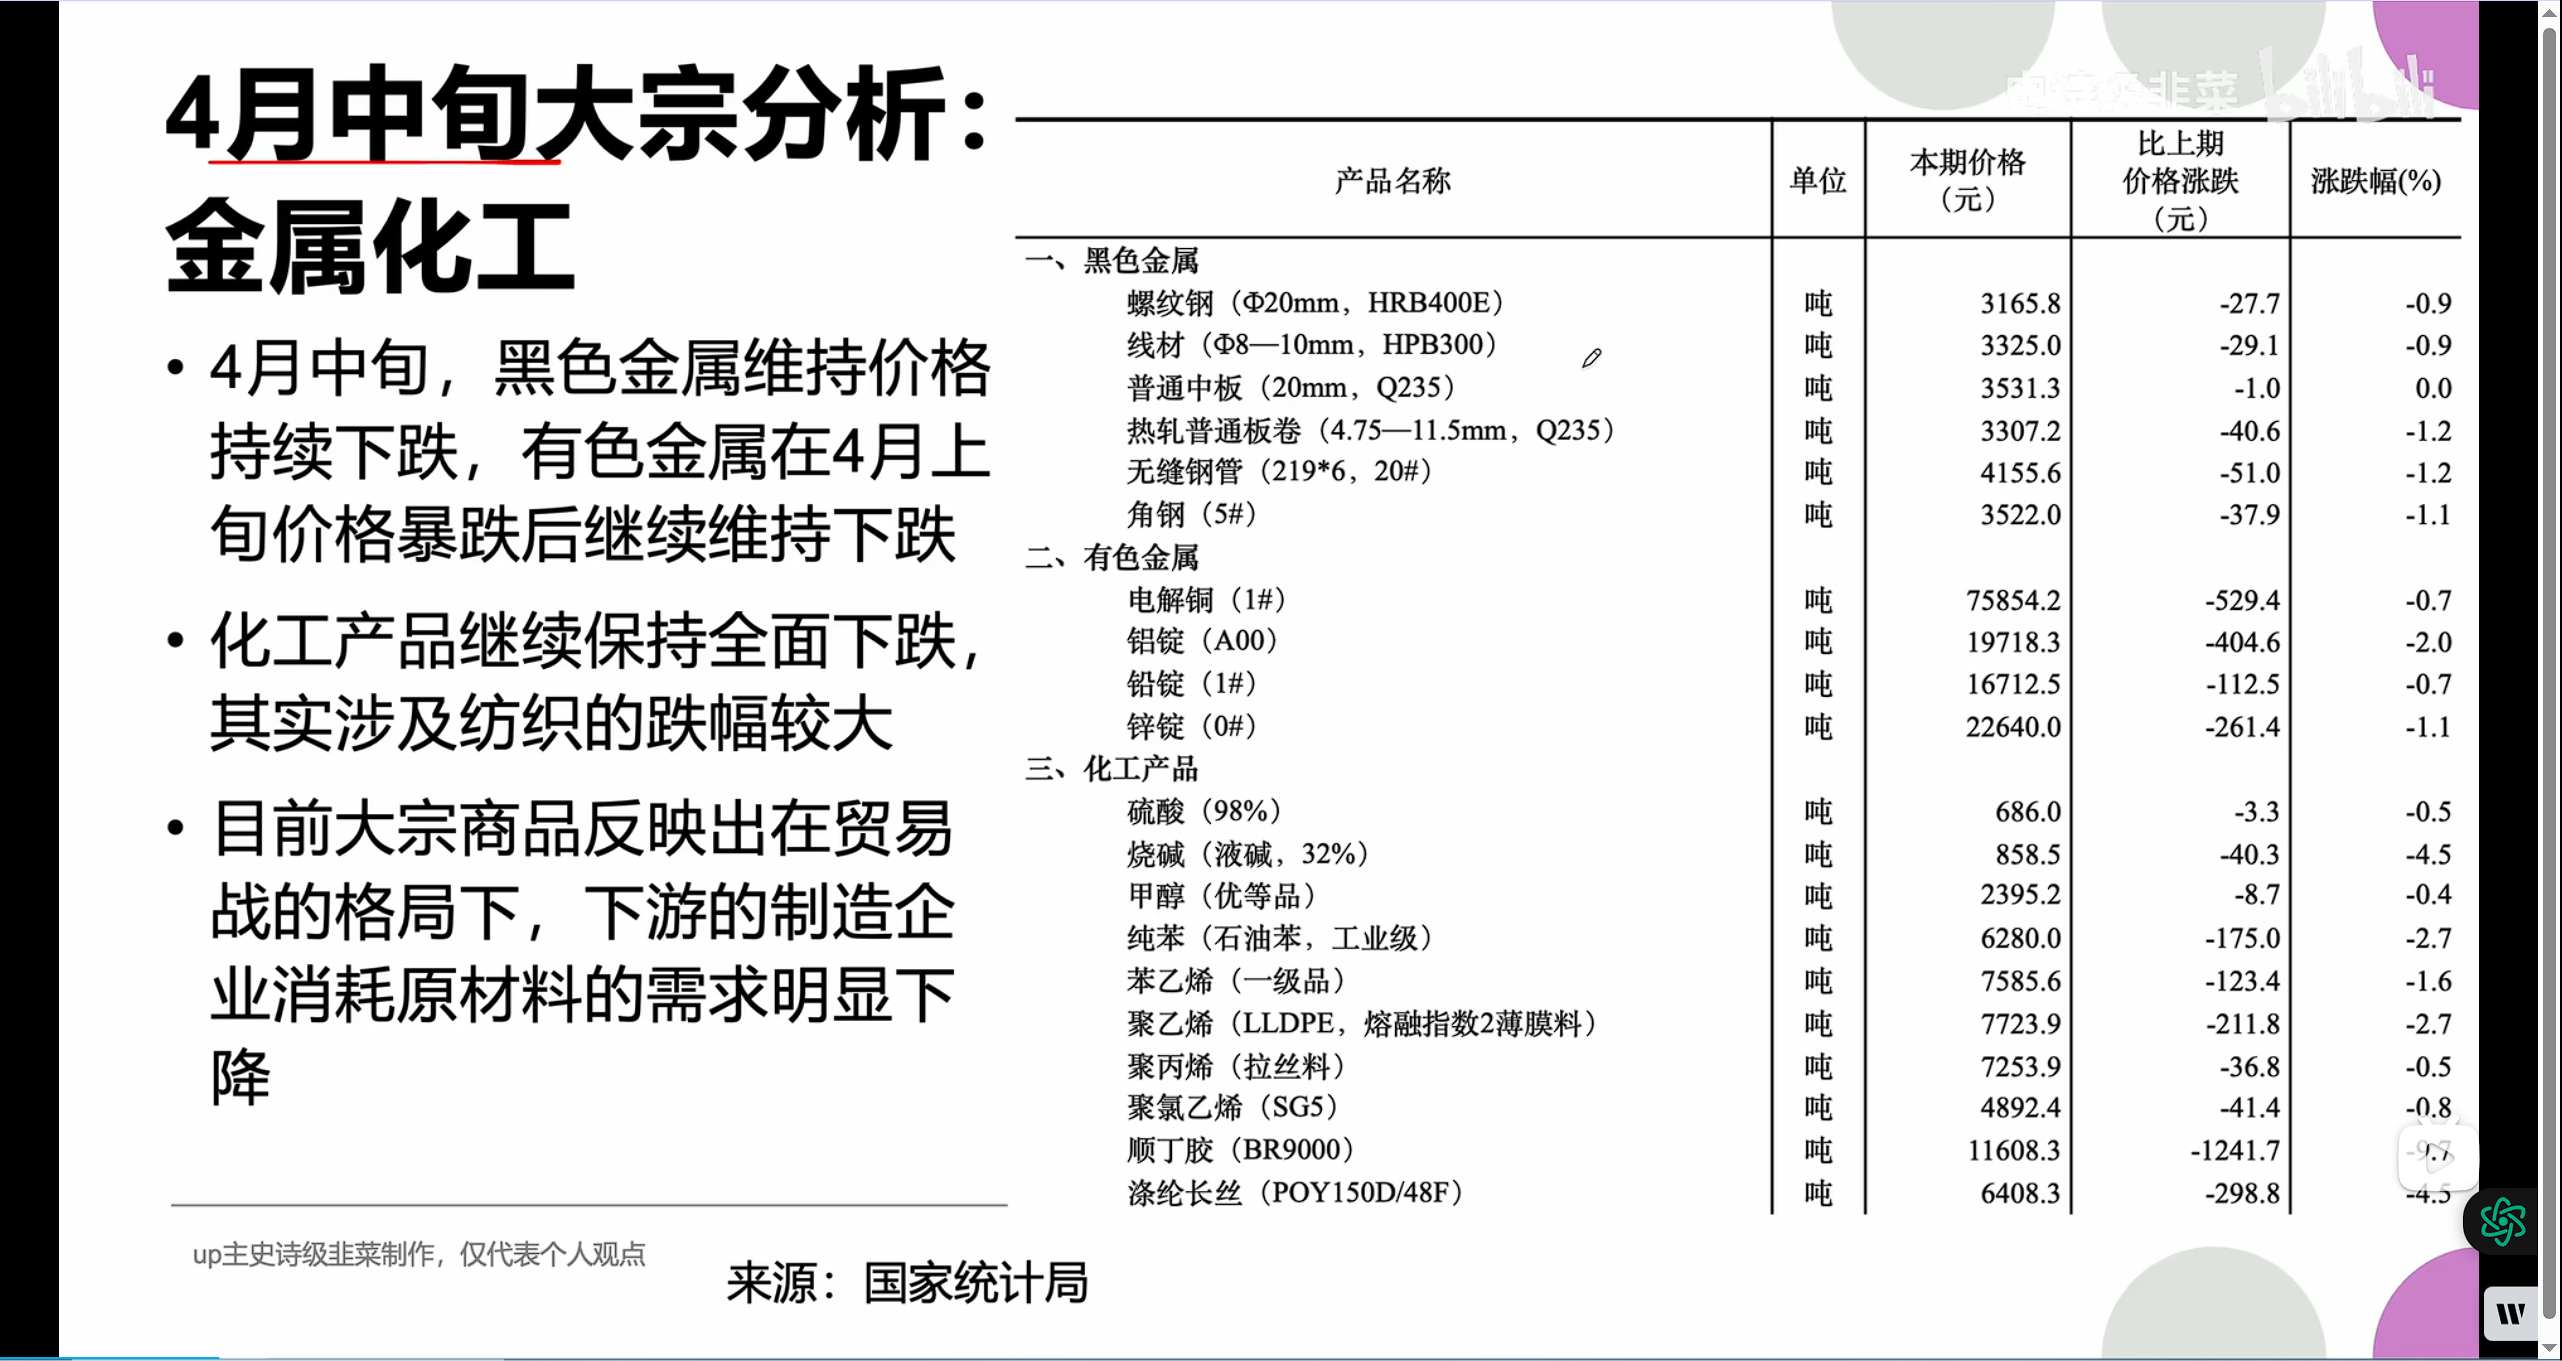 4月中旬大宗分析：
金属化工
• 4月中旬，黑色金属维持价格
持续下跌，有色金属在4月上
旬价格暴跌后继续维持下跌
• 化工产品继续保持全面下跌，
其实涉及纺织的跌幅较大
• 目前大宗商品反映出在贸易
战的格局下，下游的制造企
业消耗原材料的需求明显下
降
up主史诗级韭菜制作，仅代表个人观点
来源：国家统计局
史诗级韭菜 bilibili
产品名称 单位 本期价格（元） 比上期价格涨跌（元） 涨跌幅(%)
一、黑色金属
螺纹钢（Φ20mm，HRB400E） 吨 3165.8 -27.7 -0.9
线材（Φ8—10mm，HPB300） 吨 3325.0 -29.1 -0.9
普通中板（20mm，Q235） 吨 3531.3 -1.0 0.0
热轧普通板卷（4.75—11.5mm，Q235） 吨 3307.2 -40.6 -1.2
无缝钢管（219*6，20#） 吨 4155.6 -51.0 -1.2
角钢（5#） 吨 3522.0 -37.9 -1.1
二、有色金属
电解铜（1#） 吨 75854.2 -529.4 -0.7
铝锭（A00） 吨 19718.3 -404.6 -2.0
铅锭（1#） 吨 16712.5 -112.5 -0.7
锌锭（0#） 吨 22640.0 -261.4 -1.1
三、化工产品
硫酸（98%） 吨 686.0 -3.3 -0.5
烧碱（液碱，32%） 吨 858.5 -40.3 -4.5
甲醇（优等品） 吨 2395.2 -8.7 -0.4
纯苯（石油苯，工业级） 吨 6280.0 -175.0 -2.7
苯乙烯（一级品） 吨 7585.6 -123.4 -1.6
聚乙烯（LLDPE，熔融指数2薄膜料） 吨 7723.9 -211.8 -2.7
聚丙烯（拉丝料） 吨 7253.9 -36.8 -0.5
聚氯乙烯（SG5） 吨 4892.4 -41.4 -0.8
顺丁胶（BR9000） 吨 11608.3 -1241.7 -9.7
涤纶长丝（POY150D/48F） 吨 6408.3 -298.8 -4.5